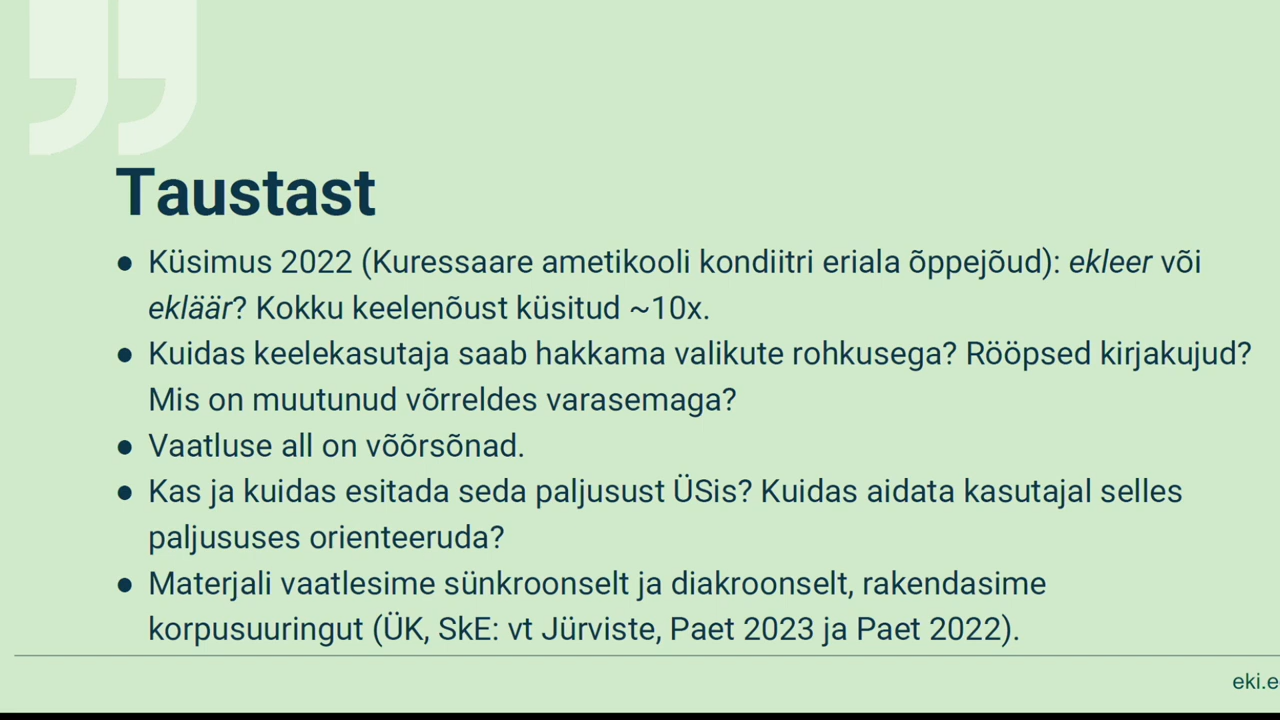 Taustast
● Küsimus 2022 (Kuressaare ametikooli kondiitri eriala õppejõud): ekleer või
ekläär? Kokku keelenõust küsitud ~10x.
● Kuidas keelekasutaja saab hakkama valikute rohkusega? Rööpsed kirjakujud?
Mis on muutunud võrreldes varasemaga?
● Vaatluse all on võõrsõnad.
● Kas ja kuidas esitada seda paljusust ÜSis? Kuidas aidata kasutajal selles
paljususes orienteeruda?
● Materjali vaatlesime sünkroonselt ja diakroonselt, rakendasime
korpusuuringut (ÜK, SkE: vt Jürviste, Paet 2023 ja Paet 2022).
eki.e